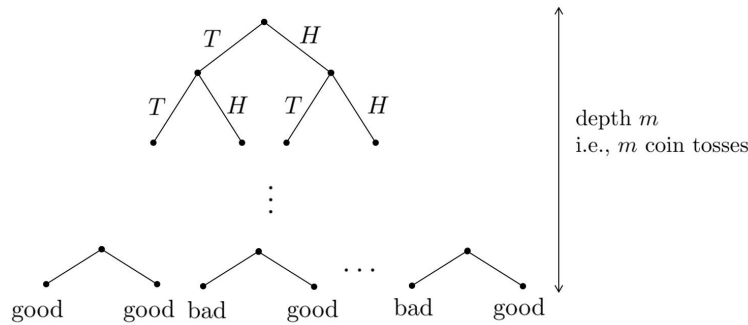 T H
T H T H
depth m
i.e., m coin tosses
good good bad good bad good